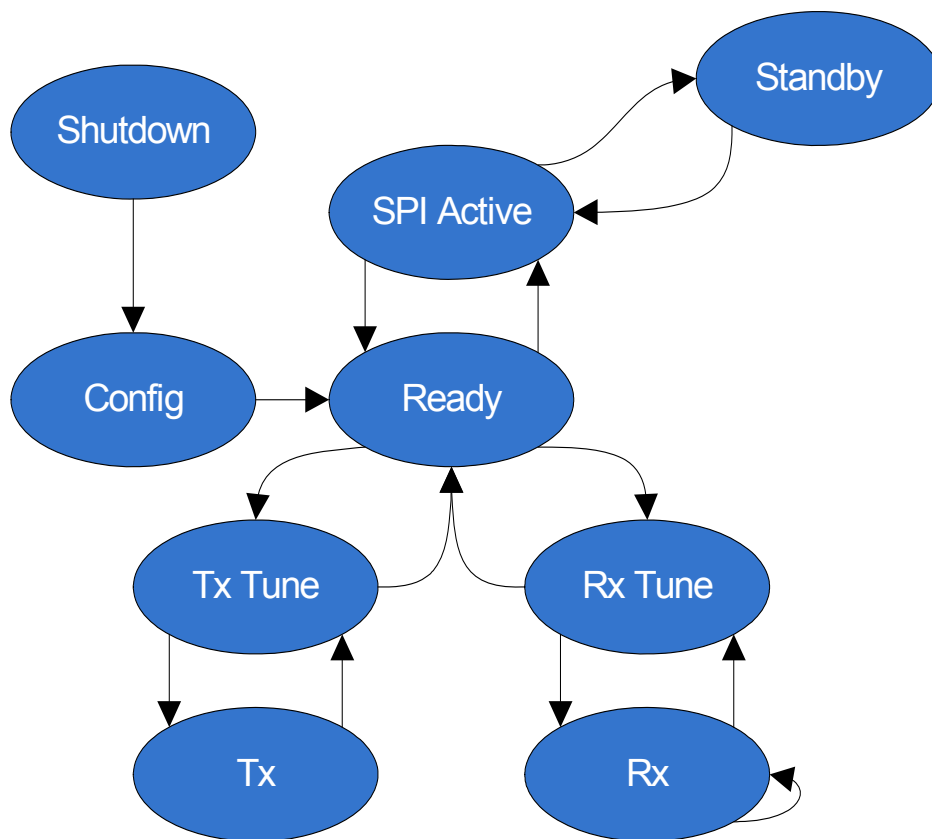 Standby
Shutdown
SPI Active
Config
Ready
Tx Tune
Rx Tune
Tx
Rx